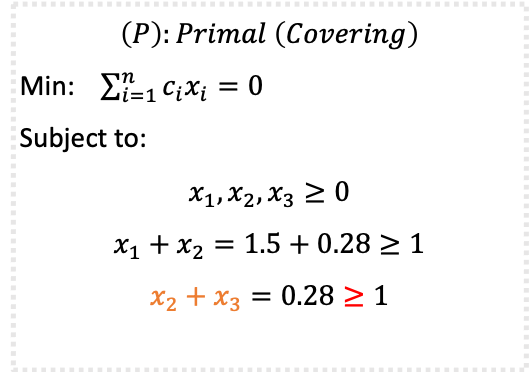 (P): Primal (Covering)
Min: ∑ⁿᵢ₌₁ cᵢxᵢ = 0
Subject to:
x₁, x₂, x₃ ≥ 0
x₁ + x₂ = 1.5 + 0.28 ≥ 1
x₂ + x₃ = 0.28 ≥ 1